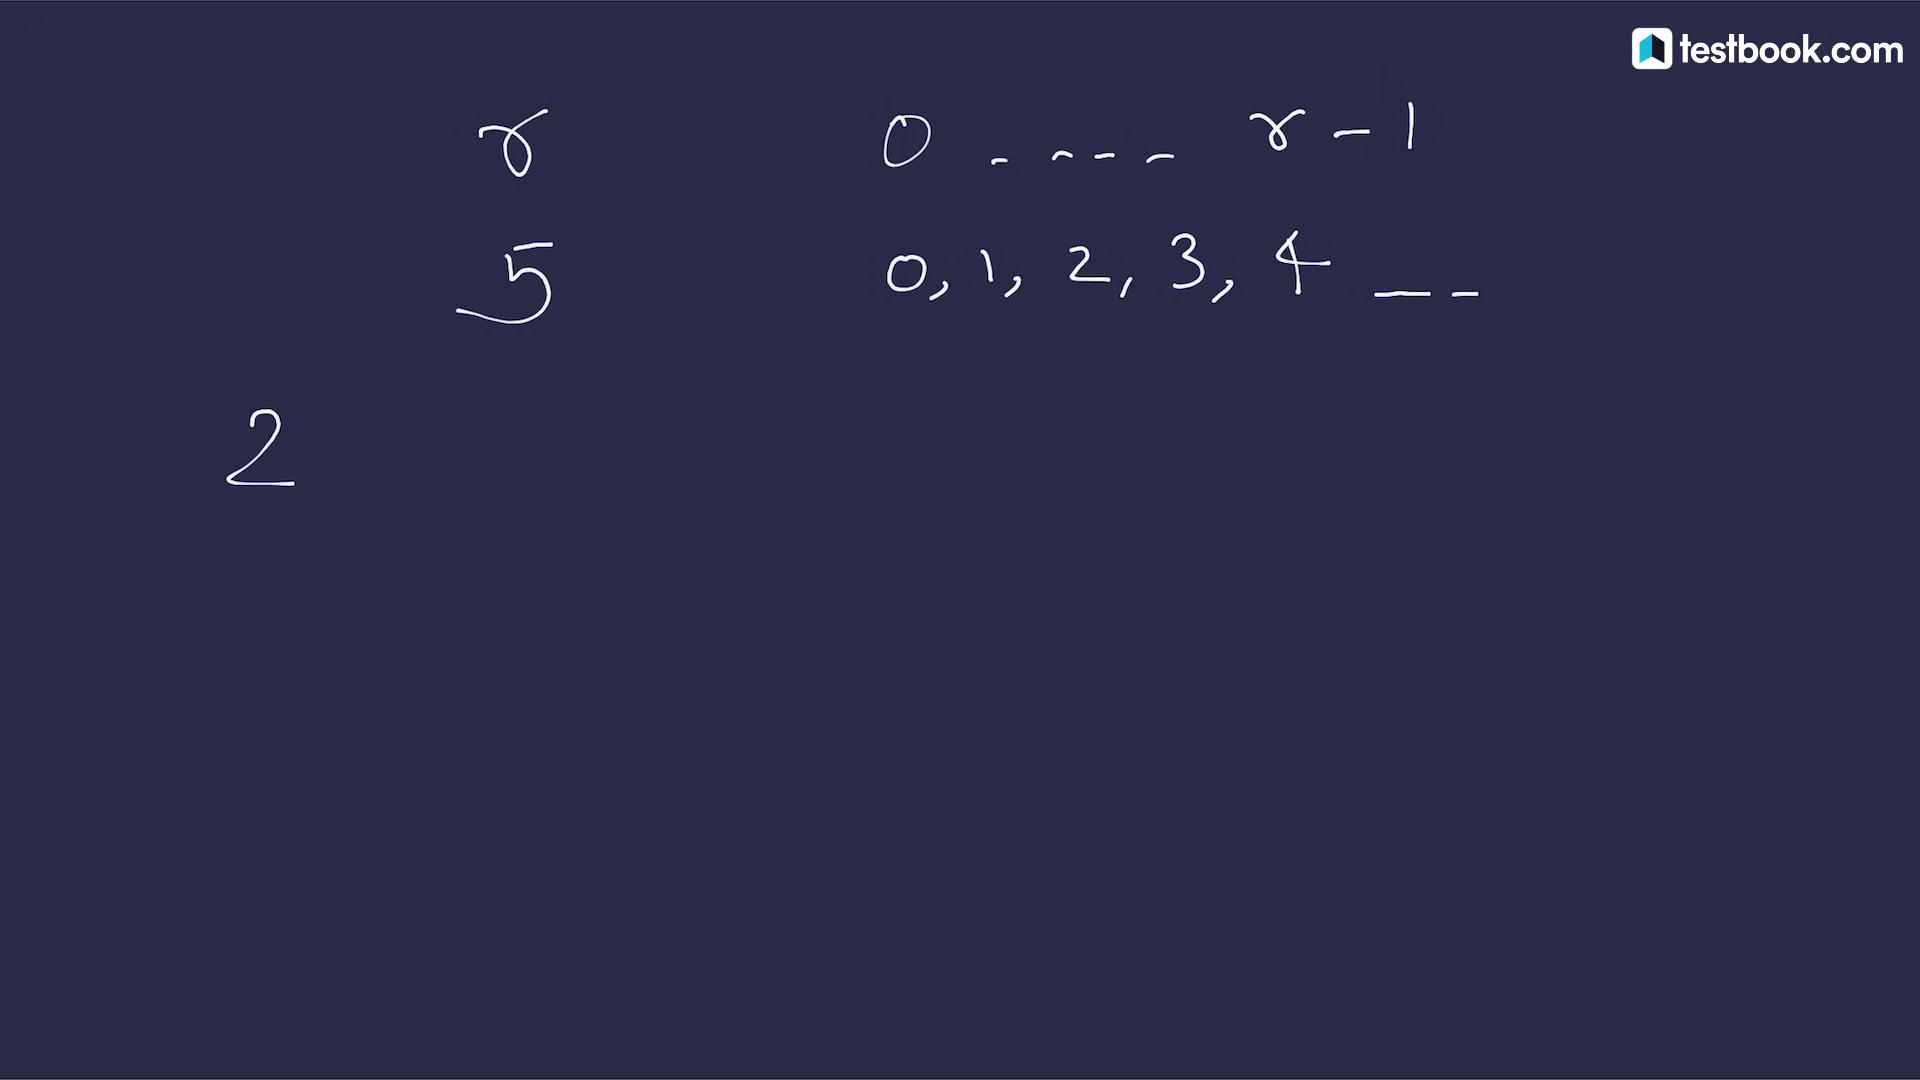 testbook.com
r 0 - - - - r - 1
5 0, 1, 2, 3, 4 _ _
2